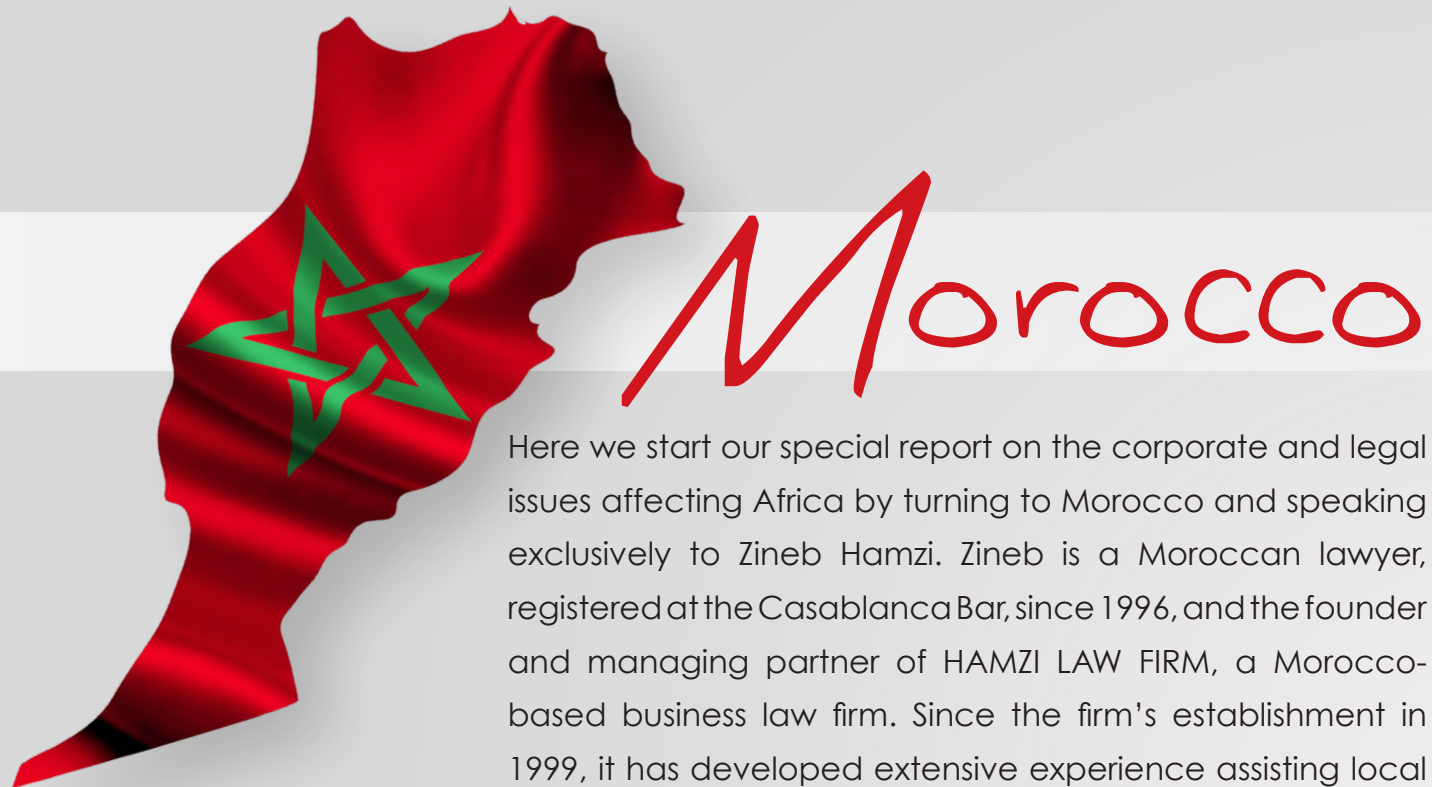 Morocco
Here we start our special report on the corporate and legal
issues affecting Africa by turning to Morocco and speaking
exclusively to Zineb Hamzi. Zineb is a Moroccan lawyer,
registered at the Casablanca Bar, since 1996, and the founder
and managing partner of HAMZI LAW FIRM, a Morocco-
based business law firm. Since the firm’s establishment in
1999, it has developed extensive experience assisting local